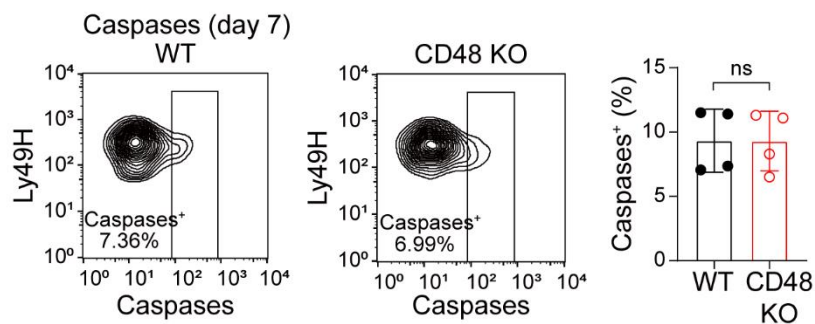 Caspases (day 7)
WT
CD48 KO
Ly49H
10⁴
10³
10²
10¹
10⁰
Caspases⁺
7.36%
10⁰ 10¹ 10² 10³ 10⁴
Caspases
Ly49H
10⁴
10³
10²
10¹
10⁰
Caspases⁺
6.99%
10⁰ 10¹ 10² 10³ 10⁴
Caspases
Caspases⁺ (%)
15
10
5
0
ns
WT CD48
KO